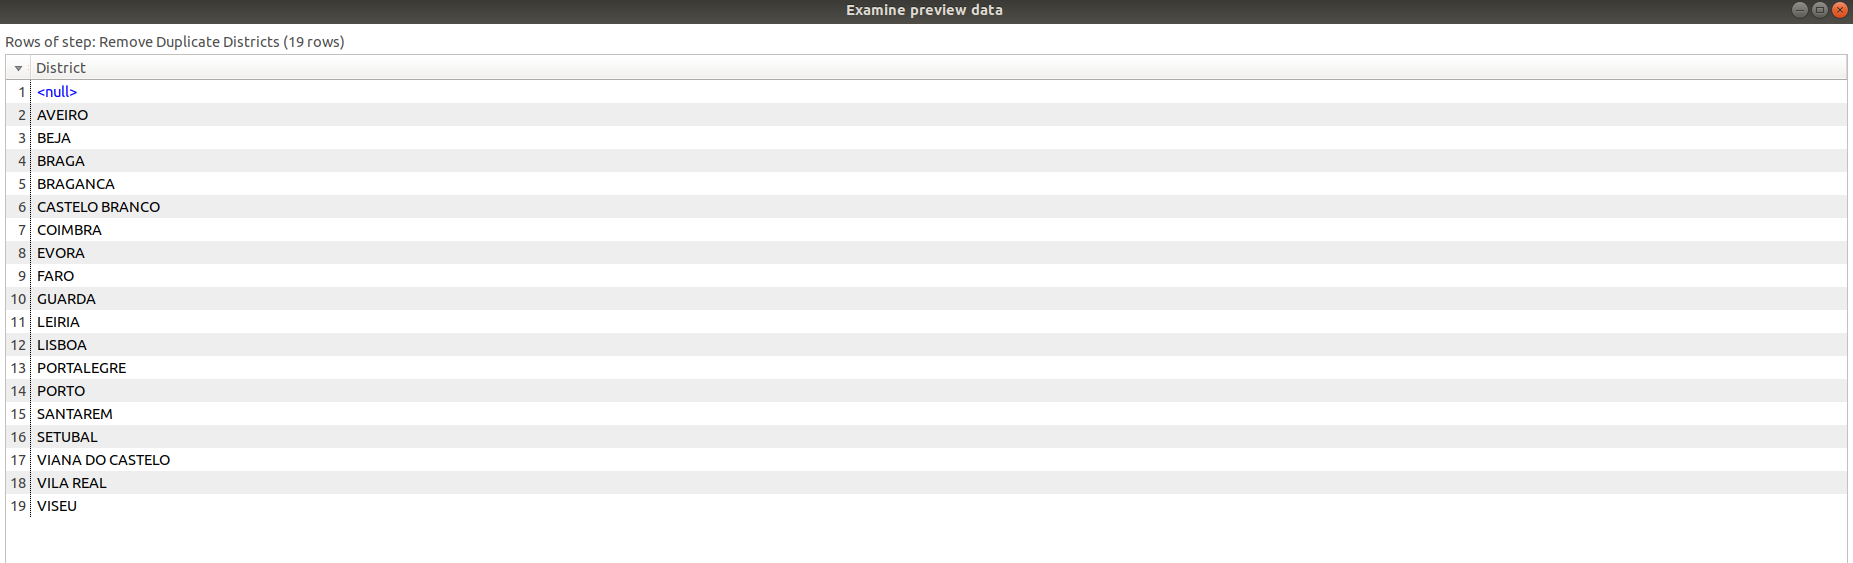 Examine preview data
Rows of step: Remove Duplicate Districts (19 rows)
District
1 <null>
2 AVEIRO
3 BEJA
4 BRAGA
5 BRAGANCA
6 CASTELO BRANCO
7 COIMBRA
8 EVORA
9 FARO
10 GUARDA
11 LEIRIA
12 LISBOA
13 PORTALEGRE
14 PORTO
15 SANTAREM
16 SETUBAL
17 VIANA DO CASTELO
18 VILA REAL
19 VISEU